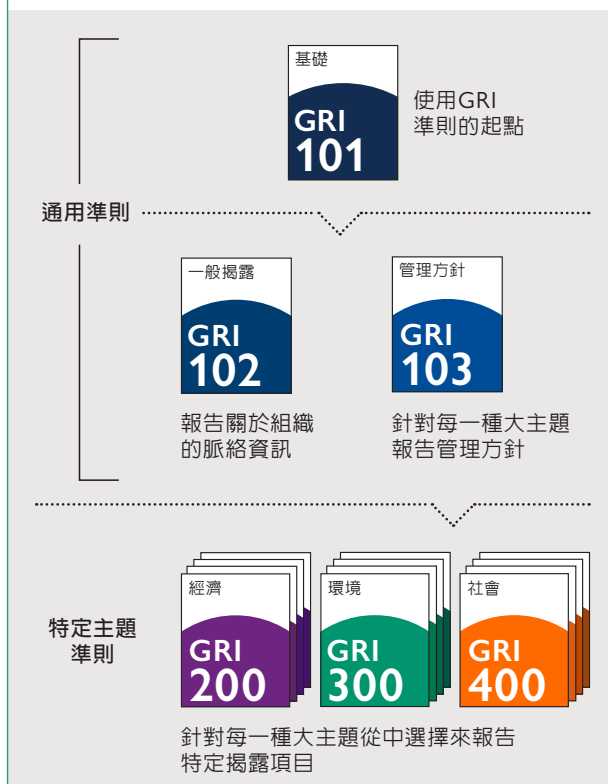 基礎
GRI
101
使用GRI
準則的起點
通用準則
一般揭露
GRI
102
報告關於組織
的脈絡資訊
管理方針
GRI
103
針對每一種大主題
報告管理方針
特定主題
準則
經濟
GRI
200
環境
GRI
300
社會
GRI
400
針對每一種大主題從中選擇來報告
特定揭露項目